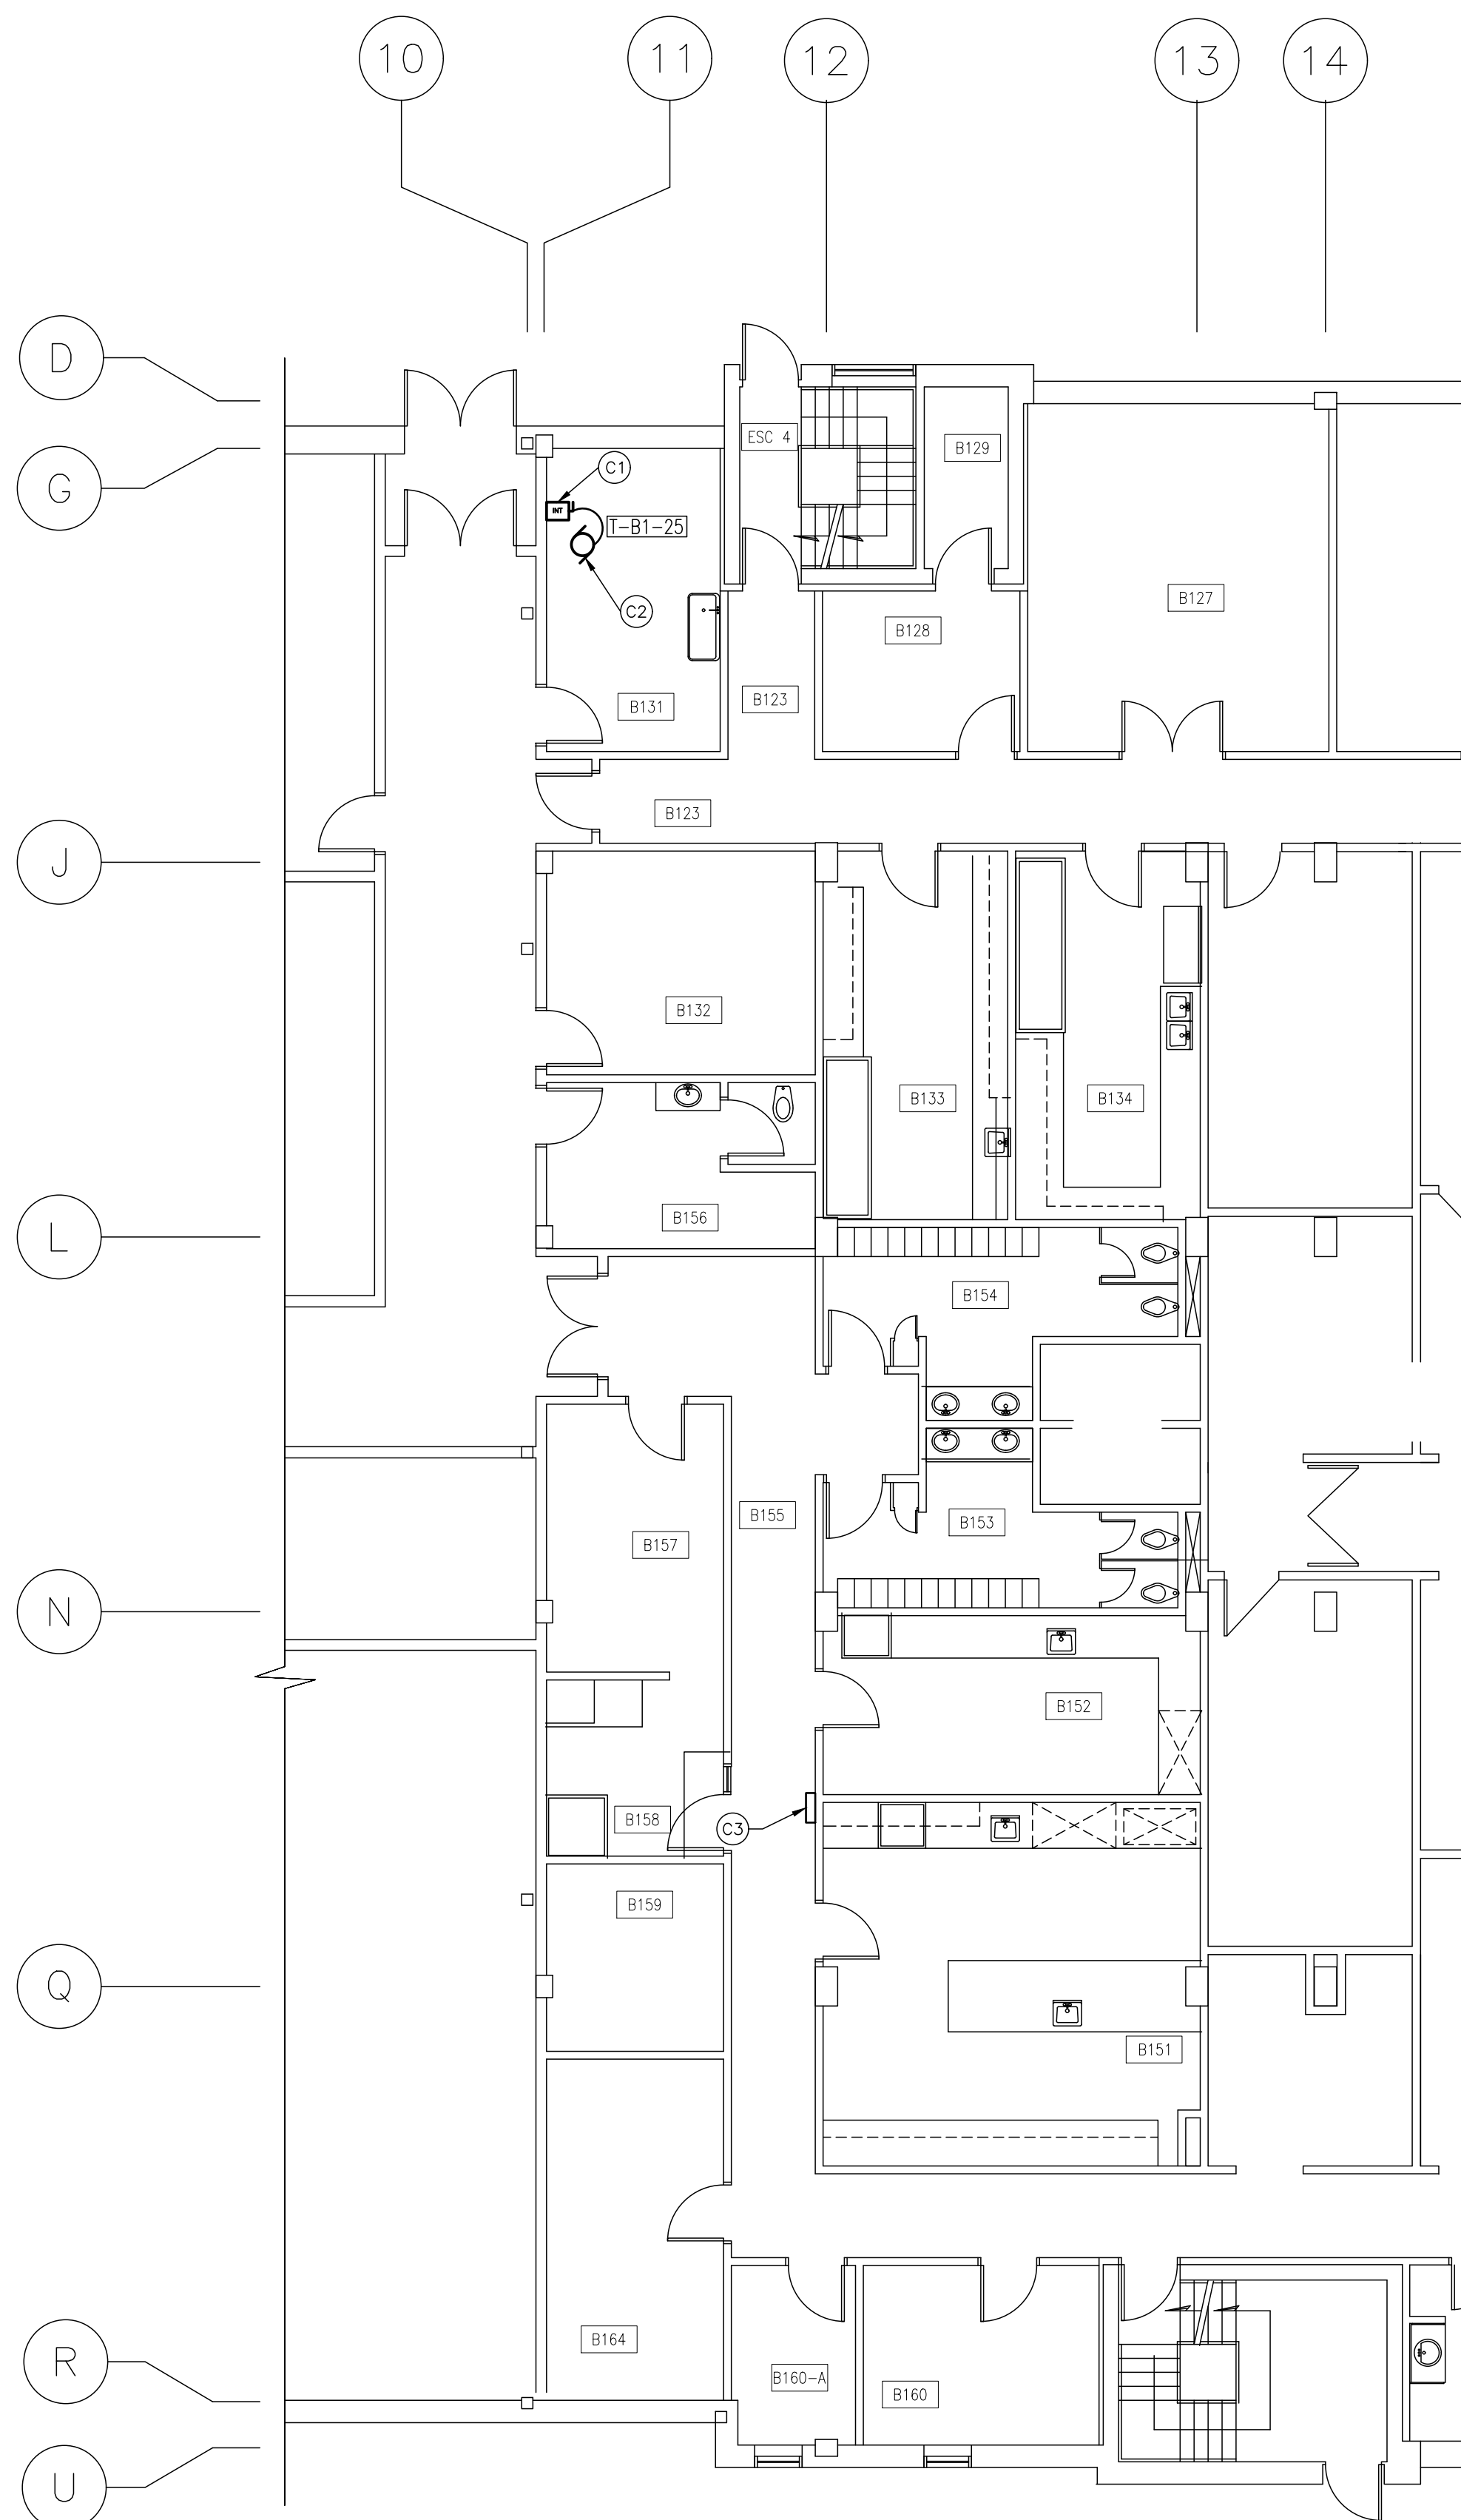 10
11
12
13
14
D
G
ESC 4
B129
C1
INT
T-B1-25
C2
B127
B128
B131
B123
B123
J
B132
B133
B134
B156
L
B154
B155
B153
B157
N
B152
B158
C3
B159
Q
B151
B164
R
B160-A
B160
U